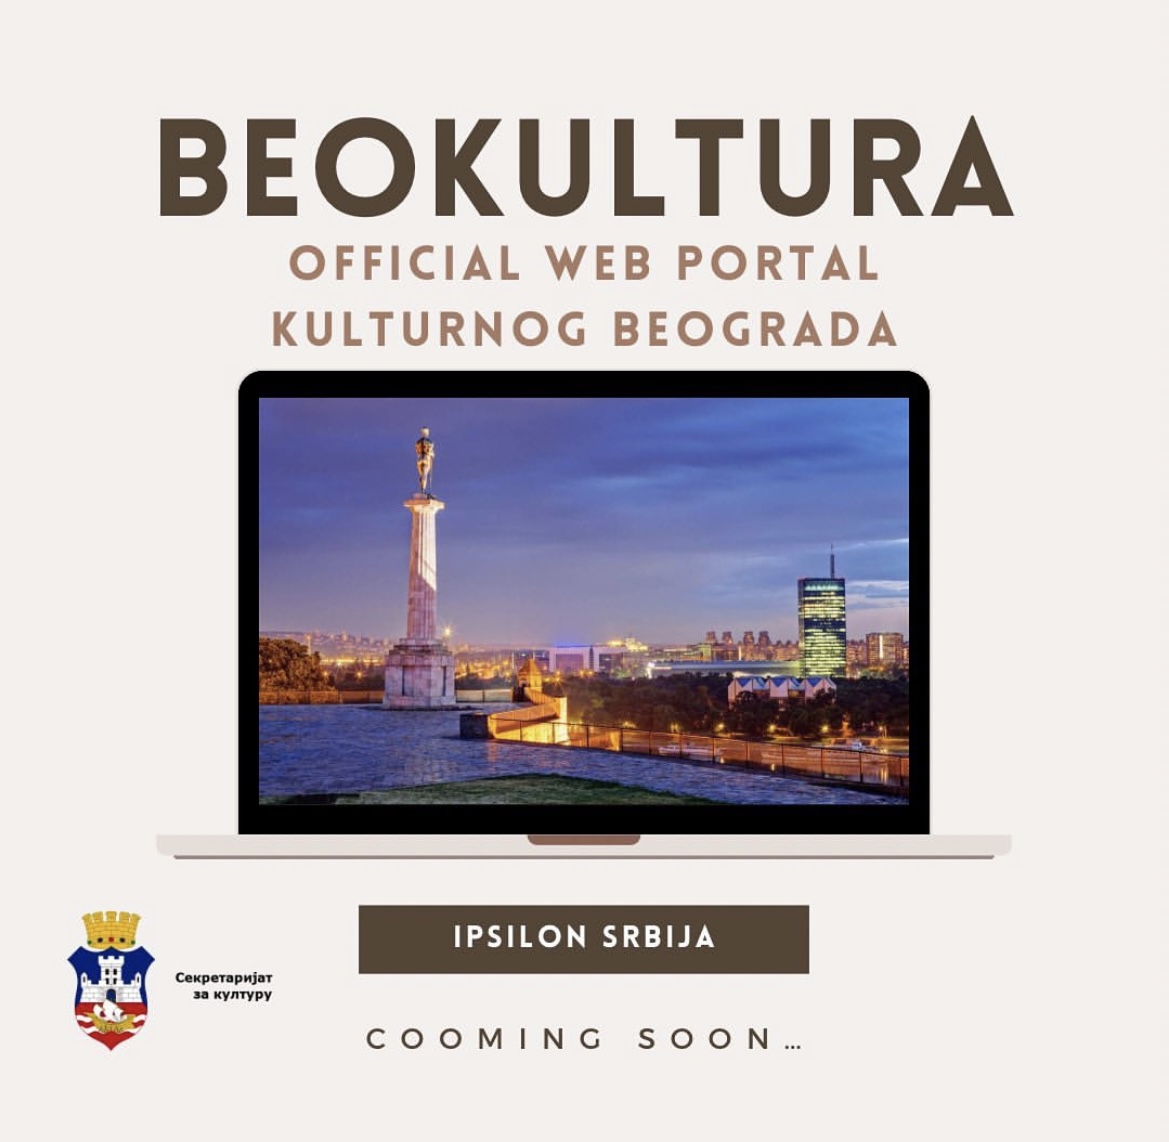 BEOKULTURA
OFFICIAL WEB PORTAL
KULTURNOG BEOGRADA
IPSILON SRBIJA
Секретаријат
за културу
COOMING SOON...